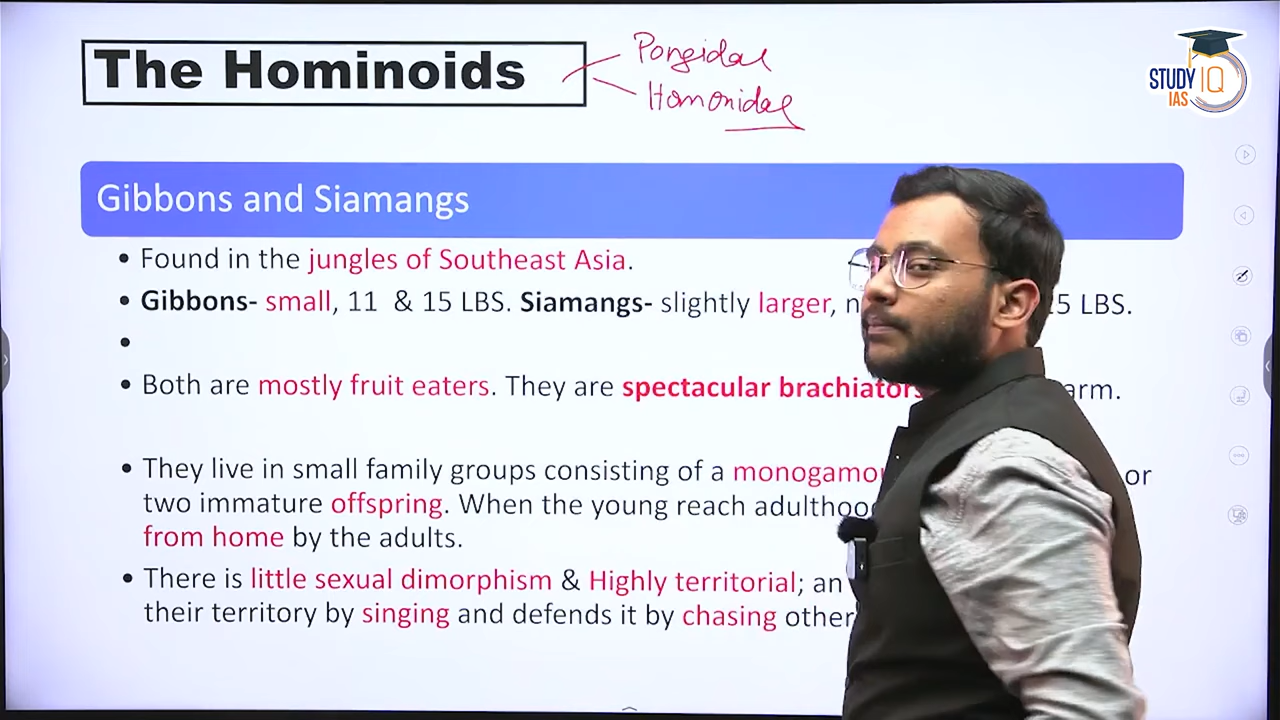 The Hominoids
Pongidae
Homonidae
STUDY IQ
IAS
Gibbons and Siamangs
• Found in the jungles of Southeast Asia.
• Gibbons- small, 11 & 15 LBS. Siamangs- slightly larger, 5 LBS.
•
• Both are mostly fruit eaters. They are spectacular brachiators arm.
• They live in small family groups consisting of a or
two immature offspring. When the young reach
from home by the adults.
• There is little sexual dimorphism & Highly territorial;
their territory by singing and defends it by chasing